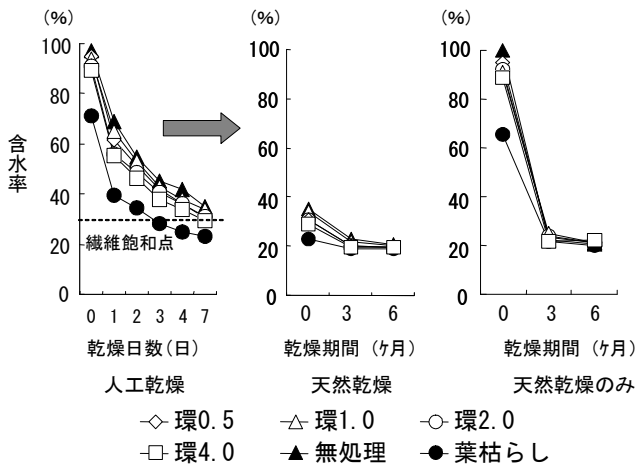 (%) (%) (%)
100 100 100
80 80 80
60 60 60
40 40 40
20 20 20
0 0 0
含水率
繊維飽和点
0 1 2 3 4 7 0 3 6 0 3 6
乾燥日数(日) 乾燥期間 (ケ月) 乾燥期間 (ケ月)
人工乾燥 天然乾燥 天然乾燥のみ
環0.5 環1.0 環2.0
環4.0 無処理 葉枯らし